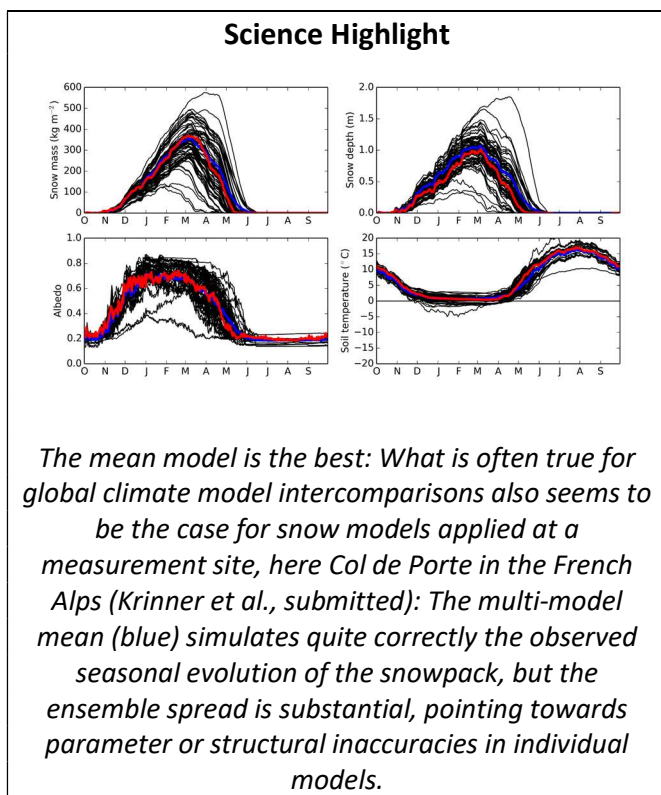 Science Highlight
Snow mass (kg m⁻²)
600
500
400
300
200
100
0
O N D J F M A M J J A S
Snow depth (m)
2.0
1.5
1.0
0.5
0.0
O N D J F M A M J J A S
Albedo
1.0
0.8
0.6
0.4
0.2
0.0
O N D J F M A M J J A S
Soil temperature (°C)
20
15
10
5
0
−5
−10
−15
−20
O N D J F M A M J J A S
The mean model is the best: What is often true for
global climate model intercomparisons also seems to
be the case for snow models applied at a
measurement site, here Col de Porte in the French
Alps (Krinner et al., submitted): The multi-model
mean (blue) simulates quite correctly the observed
seasonal evolution of the snowpack, but the
ensemble spread is substantial, pointing towards
parameter or structural inaccuracies in individual
models.